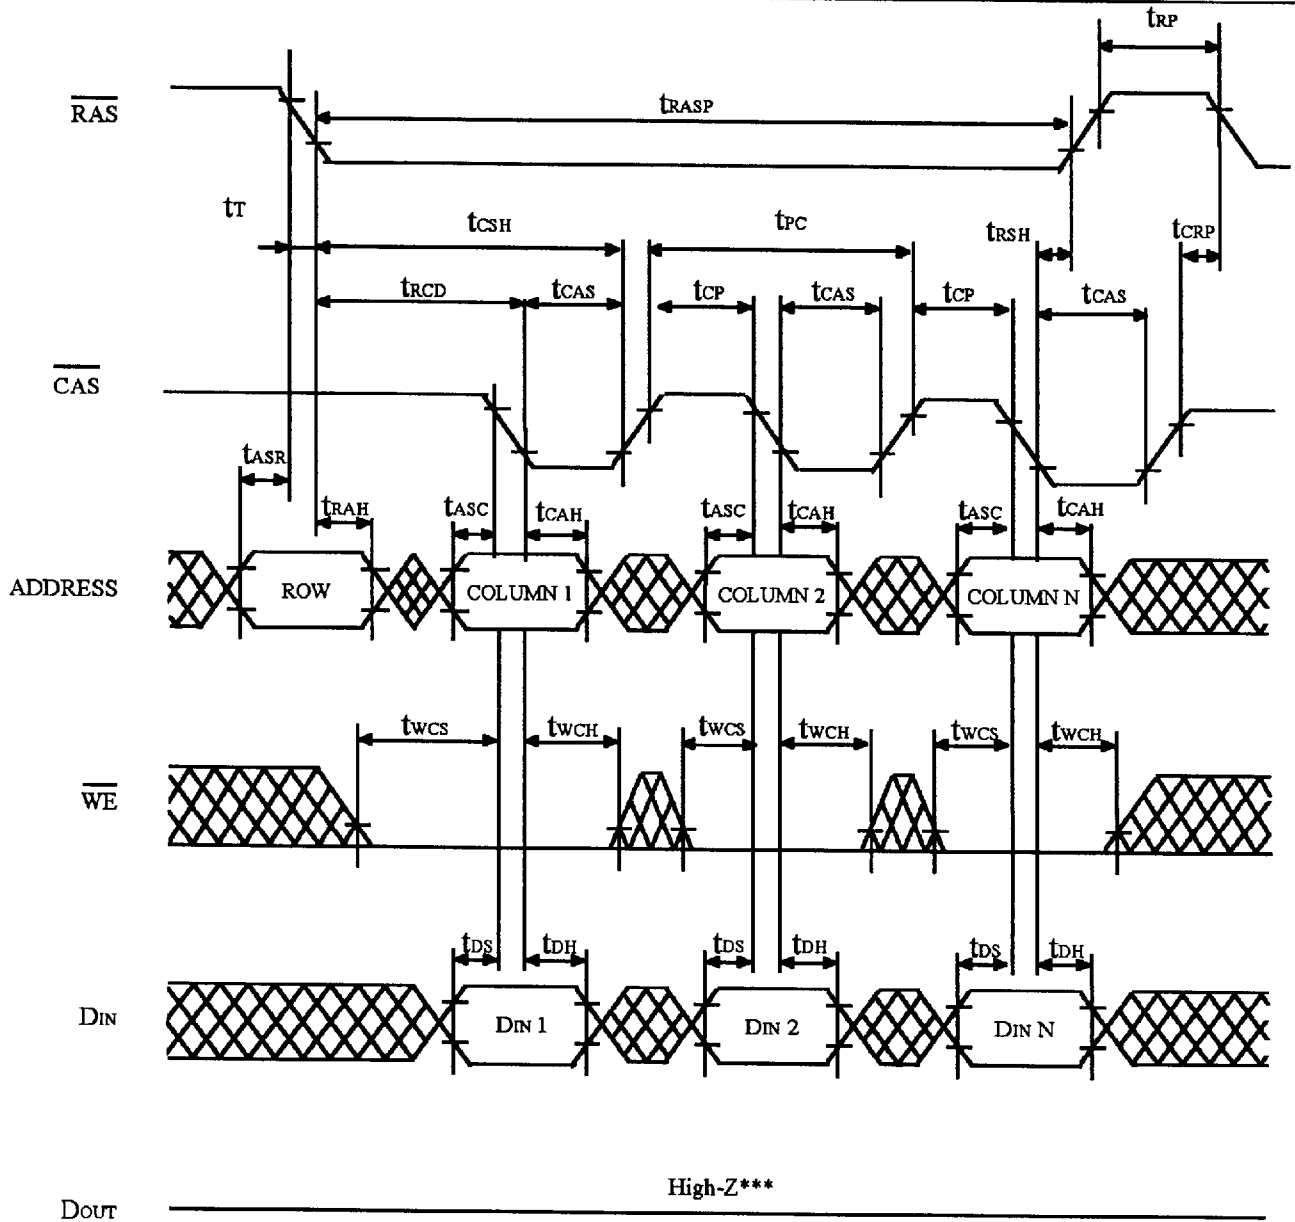 tRP
RAS
tRASP
tT
tCSH
tPC
tRSH
tCRP
tRCD
tCAS
tCP
tCAS
tCP
tCAS
CAS
tASR
tRAH
tASC
tCAH
tASC
tCAH
tASC
tCAH
ADDRESS
ROW
COLUMN 1
COLUMN 2
COLUMN N
tWCS
tWCH
tWCS
tWCH
tWCS
tWCH
WE
tDS
tDH
tDS
tDH
tDS
tDH
DIN
DIN 1
DIN 2
DIN N
High-Z***
DOUT